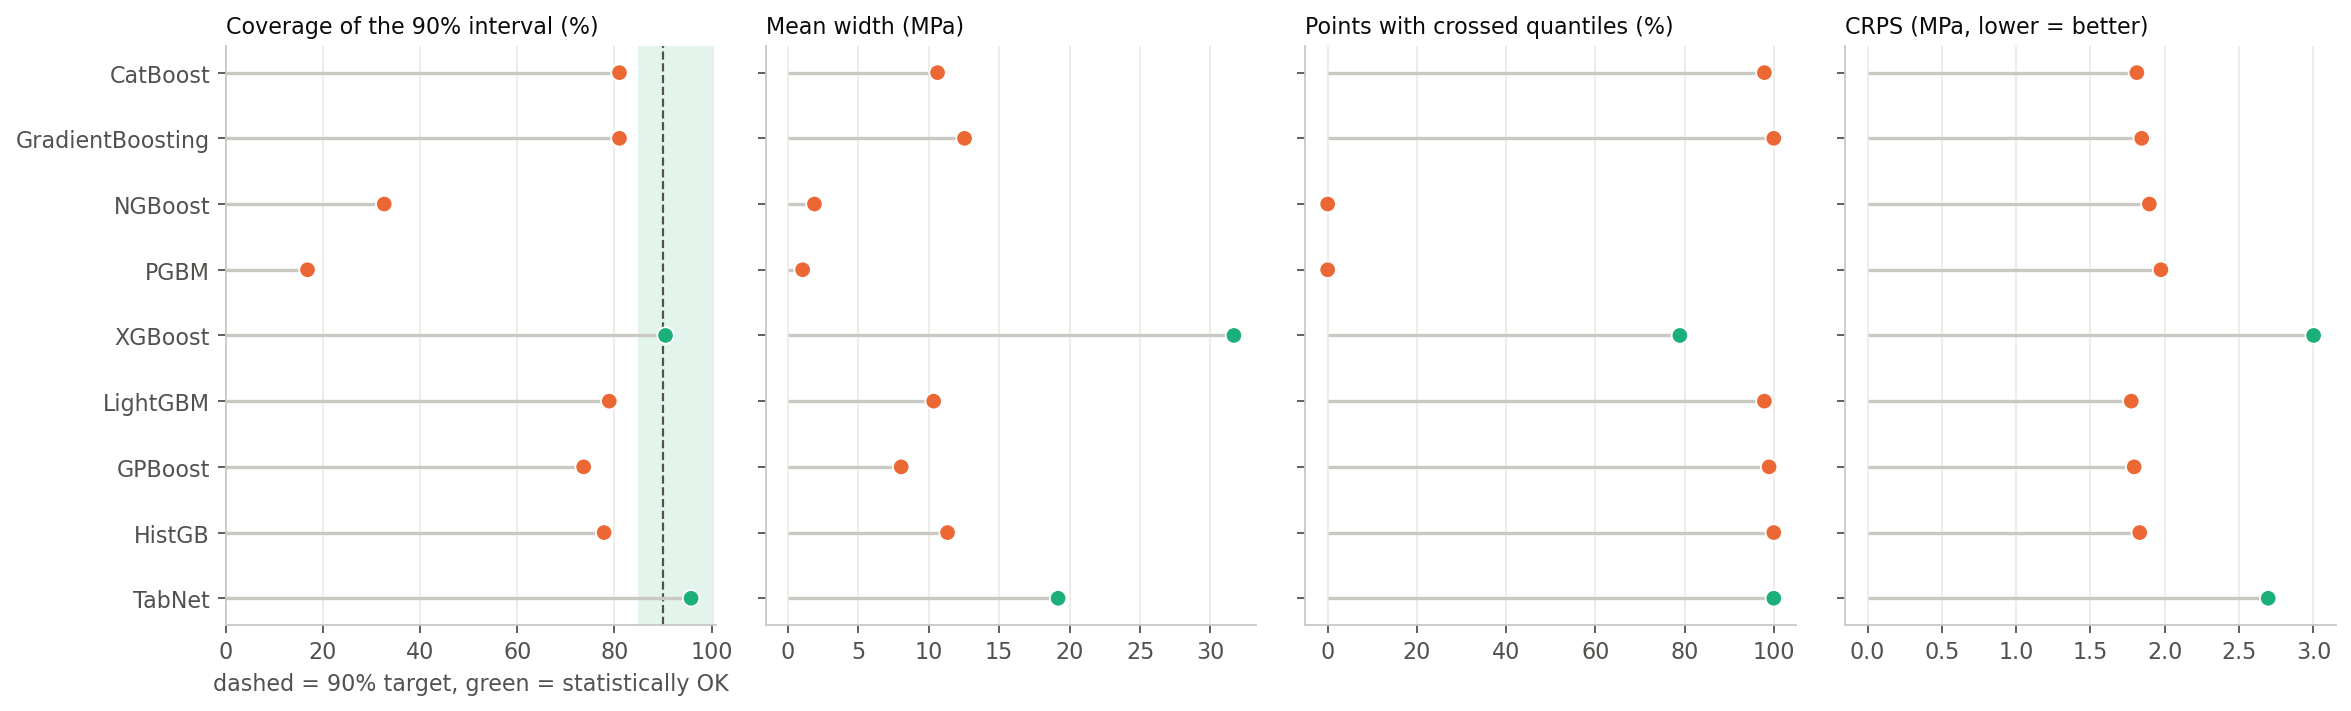 Coverage of the 90% interval (%)
Mean width (MPa)
Points with crossed quantiles (%)
CRPS (MPa, lower = better)
CatBoost
GradientBoosting
NGBoost
PGBM
XGBoost
LightGBM
GPBoost
HistGB
TabNet
0 20 40 60 80 100
0 5 10 15 20 25 30
0 20 40 60 80 100
0.0 0.5 1.0 1.5 2.0 2.5 3.0
dashed = 90% target, green = statistically OK